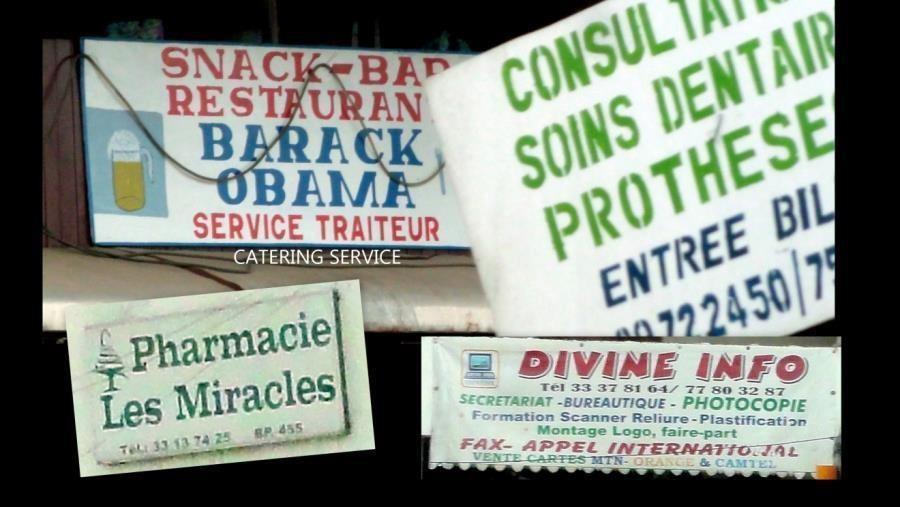 SNACK-BAR
RESTAURANT
BARACK
OBAMA
SERVICE TRAITEUR
CATERING SERVICE
CONSULTATI
SOINS DENTAIR
PROTHESES
ENTREE BIL
722450/75
Pharmacie
Les Miracles
Tél.: 33 13 74 25 BP. 455
DIVINE INFO
Tél 33 37 81 64/ 77 80 32 87
SECRETARIAT -BUREAUTIQUE - PHOTOCOPIE
Formation Scanner Reliure -Plastification
Montage Logo, faire-part
FAX- APPEL INTERNATIONAL
VENTE CARTES MTN- ORANGE & CAMTEL